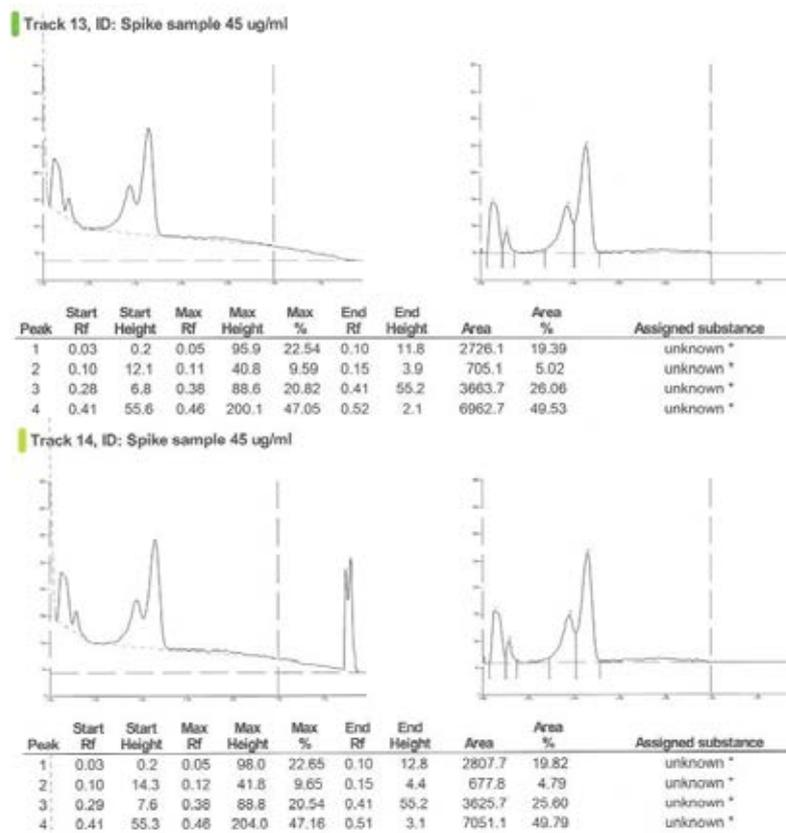 Track 13, ID: Spike sample 45 ug/ml
Peak Start Rf Start Height Max Rf Max Height Max % End Rf End Height Area Area % Assigned substance
1 0.03 0.2 0.05 95.9 22.54 0.10 11.8 2726.1 19.39 unknown *
2 0.10 12.1 0.11 40.8 9.59 0.15 3.9 705.1 5.02 unknown *
3 0.28 6.8 0.38 88.6 20.82 0.41 55.2 3663.7 26.06 unknown *
4 0.41 55.6 0.46 200.1 47.05 0.52 2.1 6962.7 49.53 unknown *
Track 14, ID: Spike sample 45 ug/ml
Peak Start Rf Start Height Max Rf Max Height Max % End Rf End Height Area Area % Assigned substance
1 0.03 0.2 0.05 98.0 22.65 0.10 12.8 2807.7 19.82 unknown *
2 0.10 14.3 0.12 41.8 9.65 0.15 4.4 677.8 4.79 unknown *
3 0.29 7.6 0.38 88.8 20.54 0.41 55.2 3625.7 25.60 unknown *
4 0.41 55.3 0.46 204.0 47.16 0.51 3.1 7051.1 49.79 unknown *